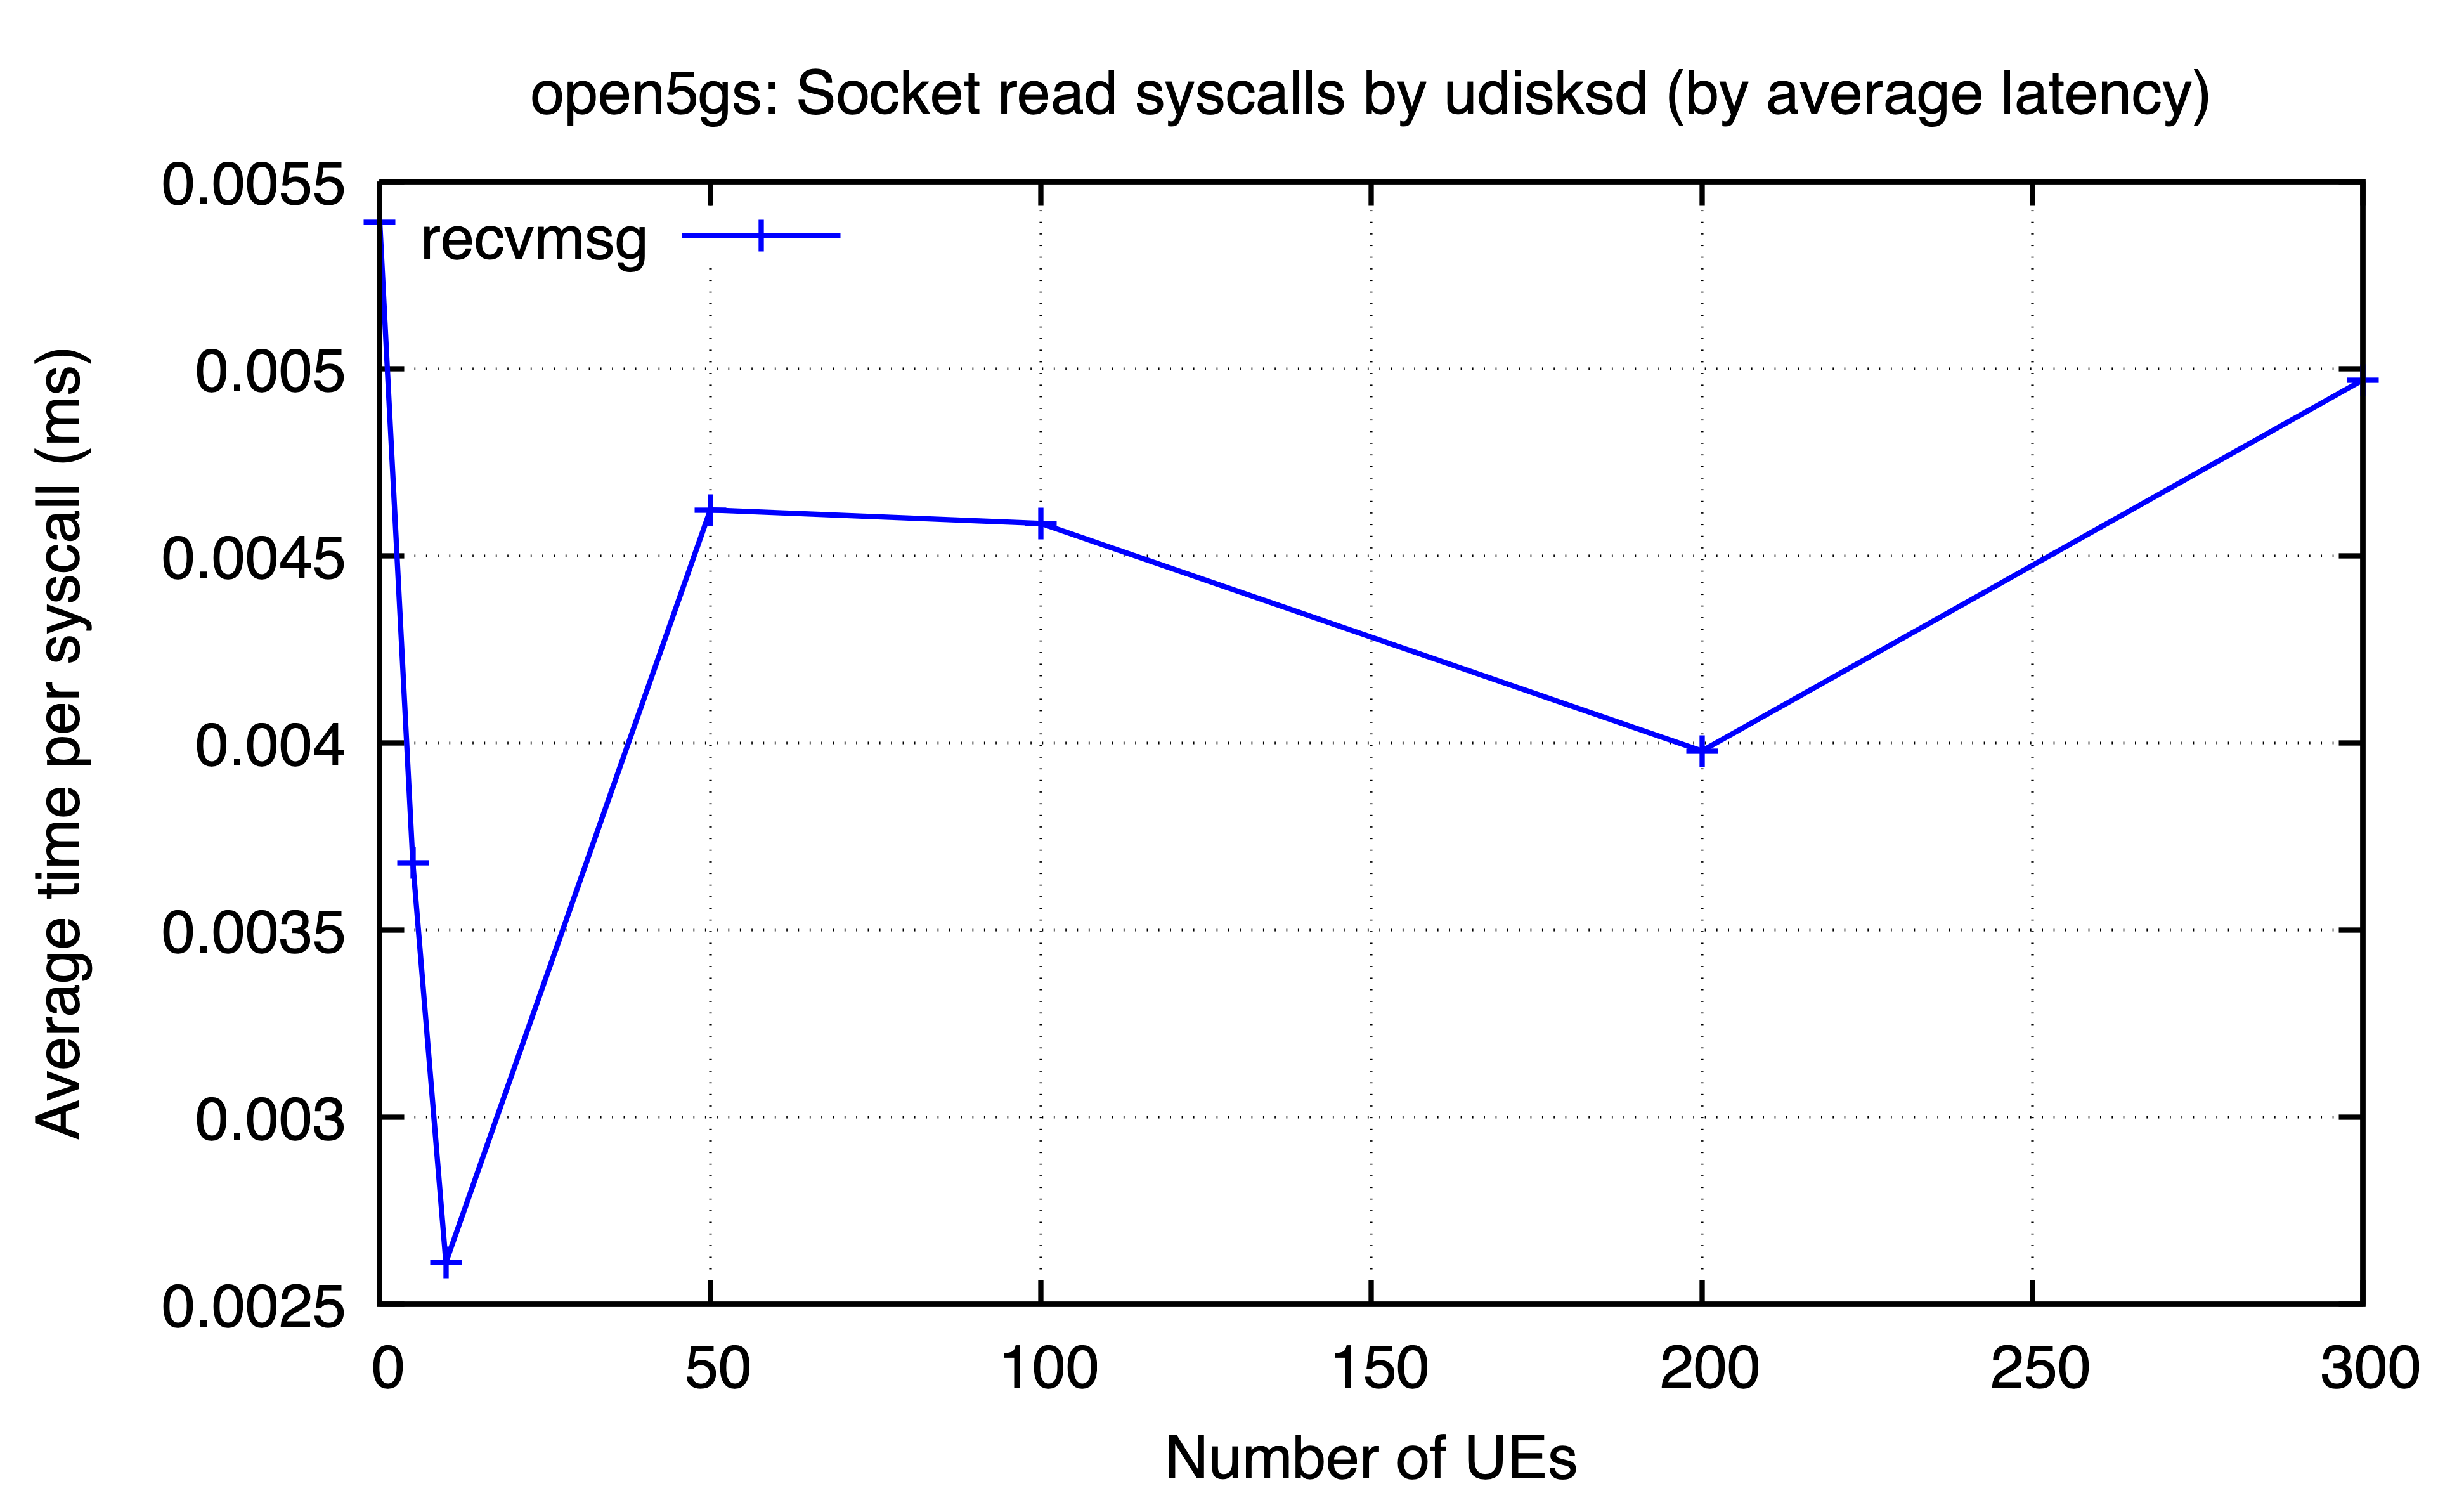 open5gs: Socket read syscalls by udisksd (by average latency)
recvmsg
Average time per syscall (ms)
0.0055
0.005
0.0045
0.004
0.0035
0.003
0.0025
0 50 100 150 200 250 300
Number of UEs